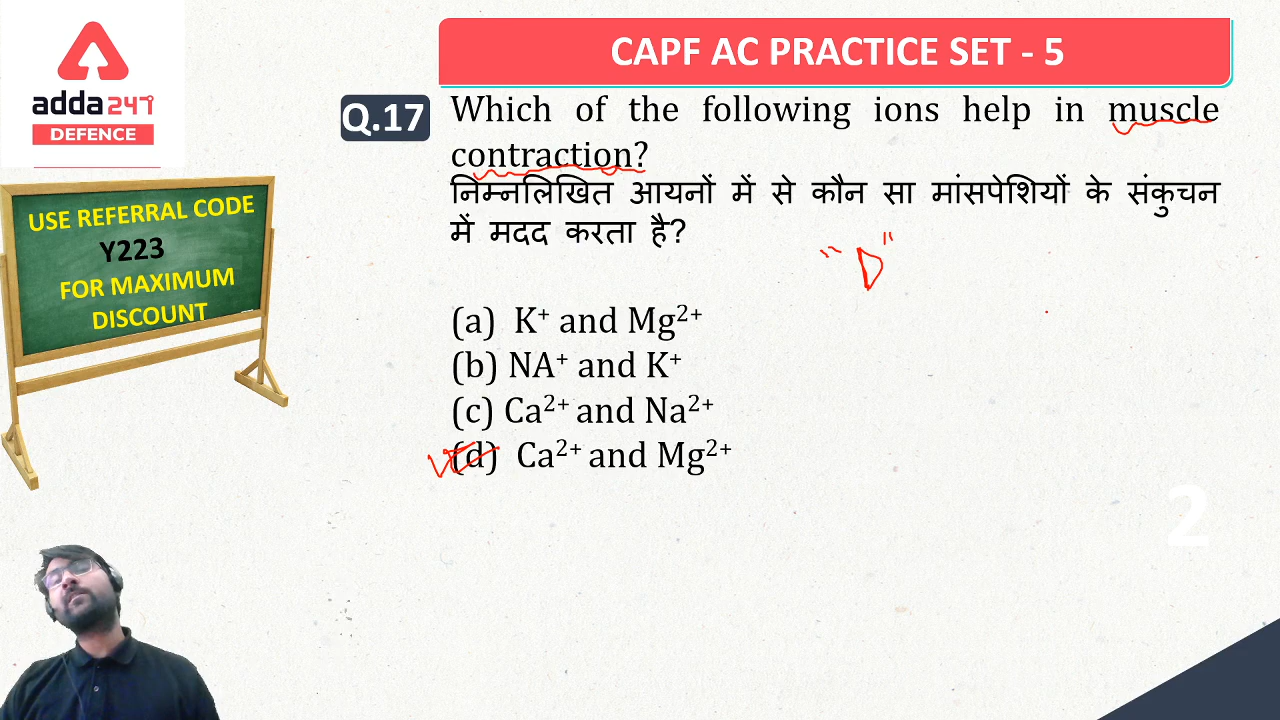 adda247
DEFENCE
CAPF AC PRACTICE SET - 5
Q.17
Which of the following ions help in muscle
contraction?
निम्नलिखित आयनों में से कौन सा मांसपेशियों के संकुचन
में मदद करता है?
"D"
(a) K⁺ and Mg²⁺
(b) NA⁺ and K⁺
(c) Ca²⁺ and Na²⁺
(d) Ca²⁺ and Mg²⁺
USE REFERRAL CODE
Y223
FOR MAXIMUM
DISCOUNT
2